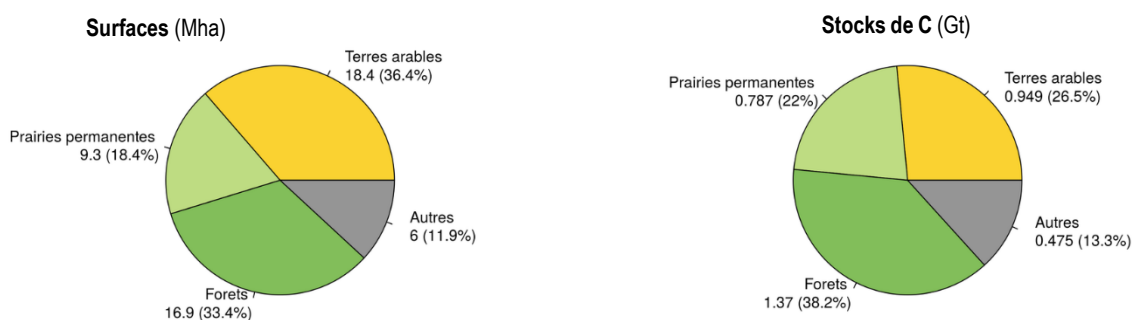 Surfaces (Mha)
Terres arables
18.4 (36.4%)
Prairies permanentes
9.3 (18.4%)
Autres
6 (11.9%)
Forets
16.9 (33.4%)
Stocks de C (Gt)
Prairies permanentes
0.787 (22%)
Terres arables
0.949 (26.5%)
Autres
0.475 (13.3%)
Forets
1.37 (38.2%)